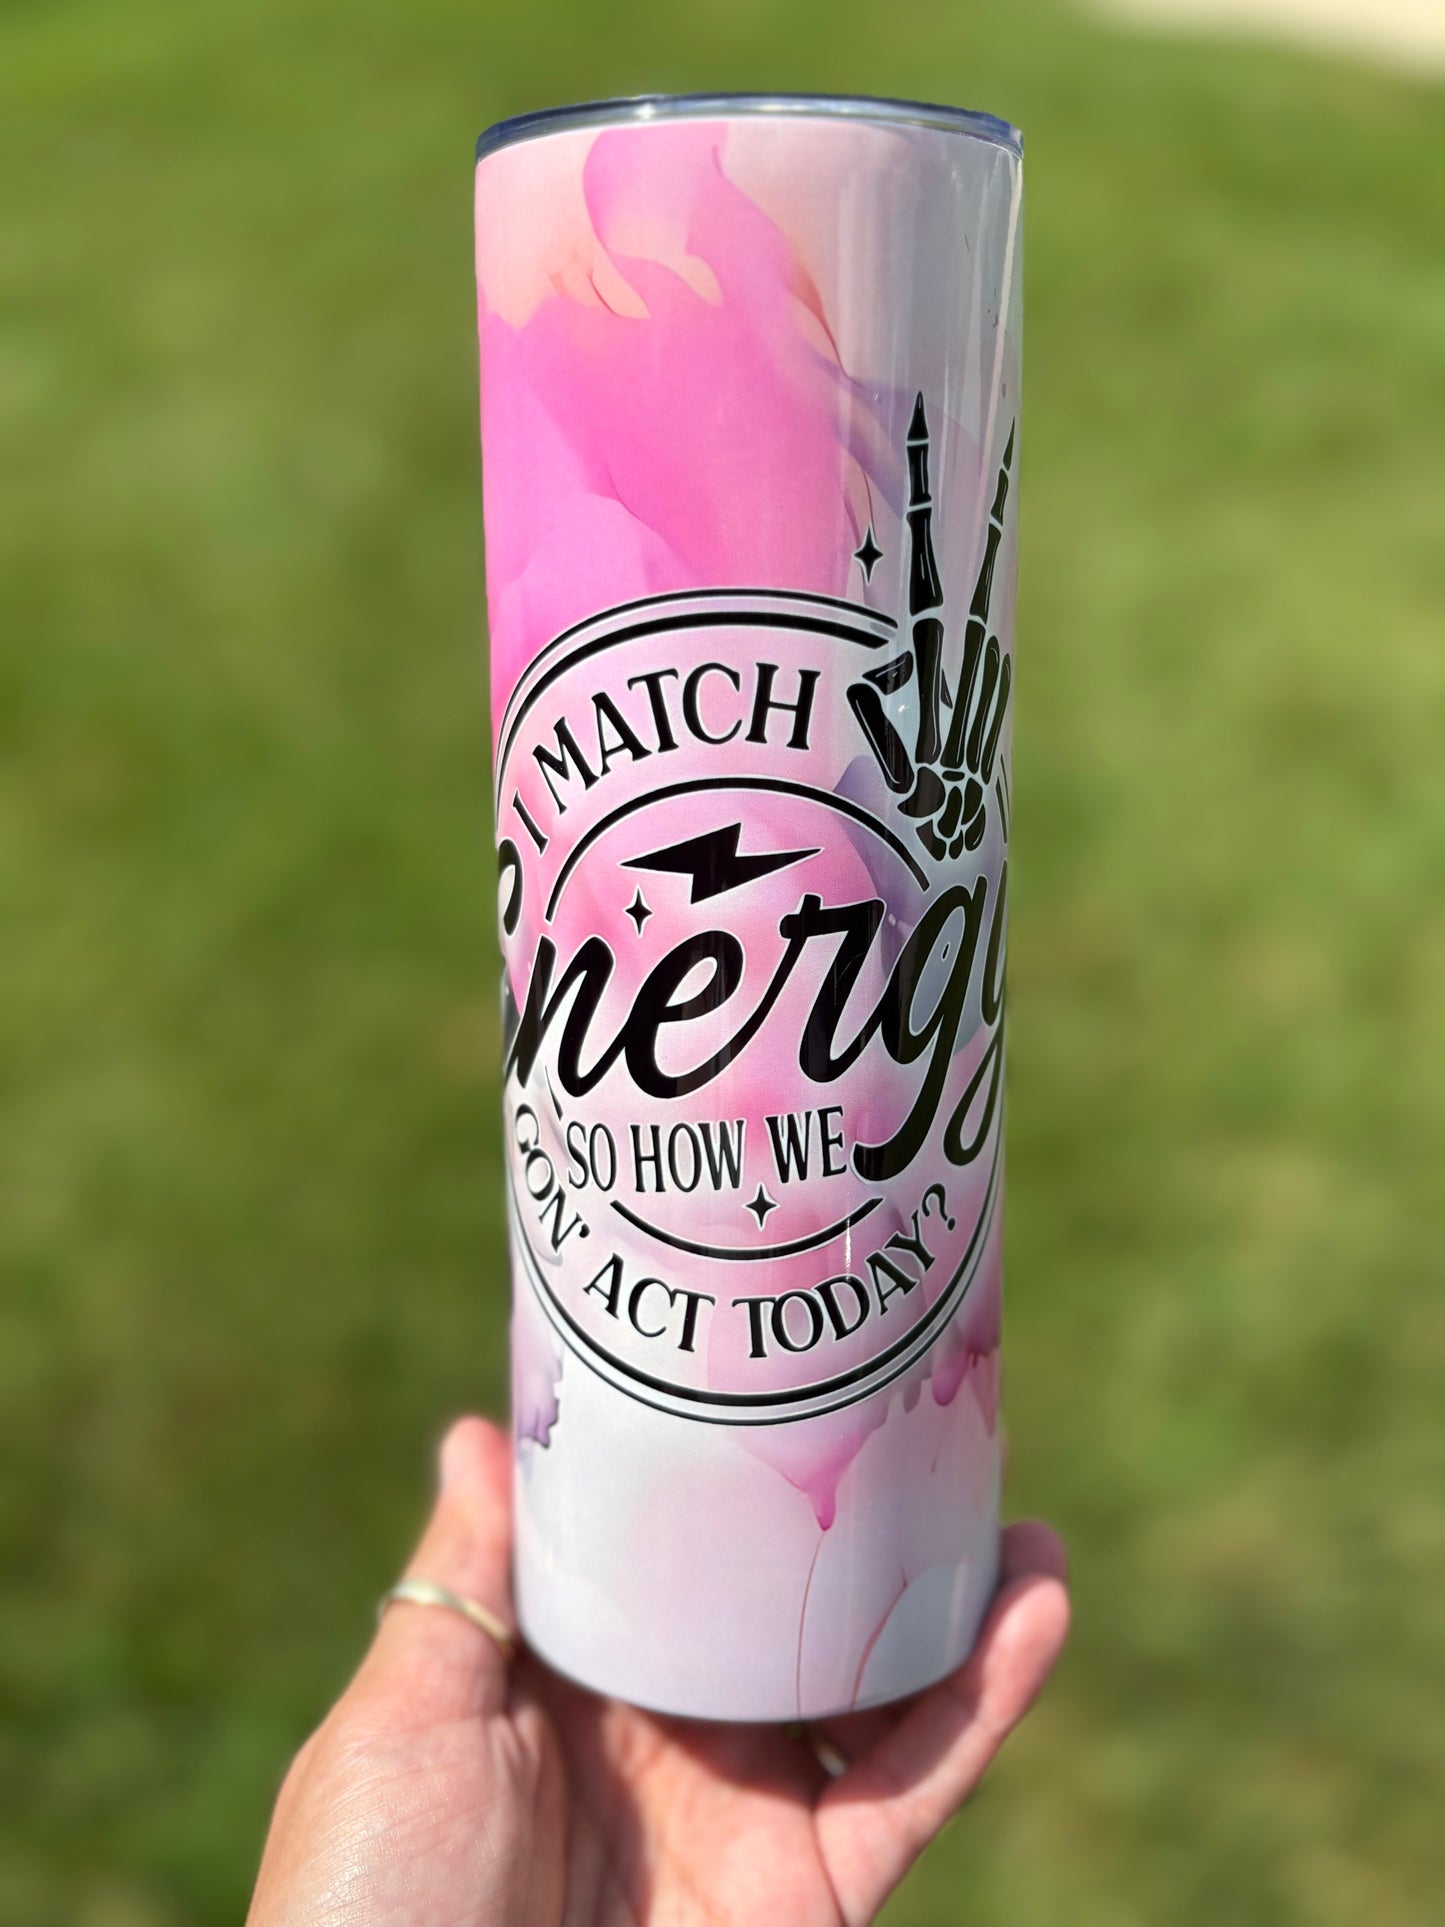 I MATCH
Energy
SO HOW WE
GON' ACT TODAY?